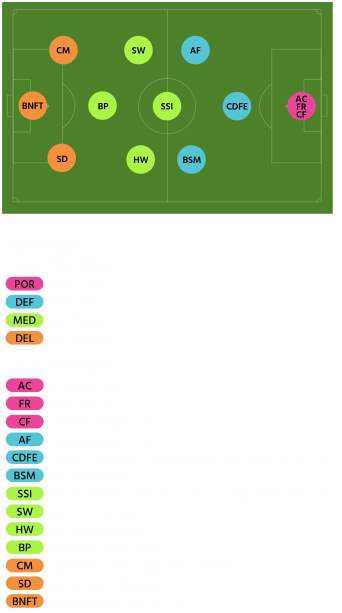 CM
SW
AF
BNFT
BP
SSI
CDFE
AC
FR
CF
SD
HW
BSM
POR
DEF
MED
DEL
AC
FR
CF
AF
CDFE
BSM
SSI
SW
HW
BP
CM
SD
BNFT